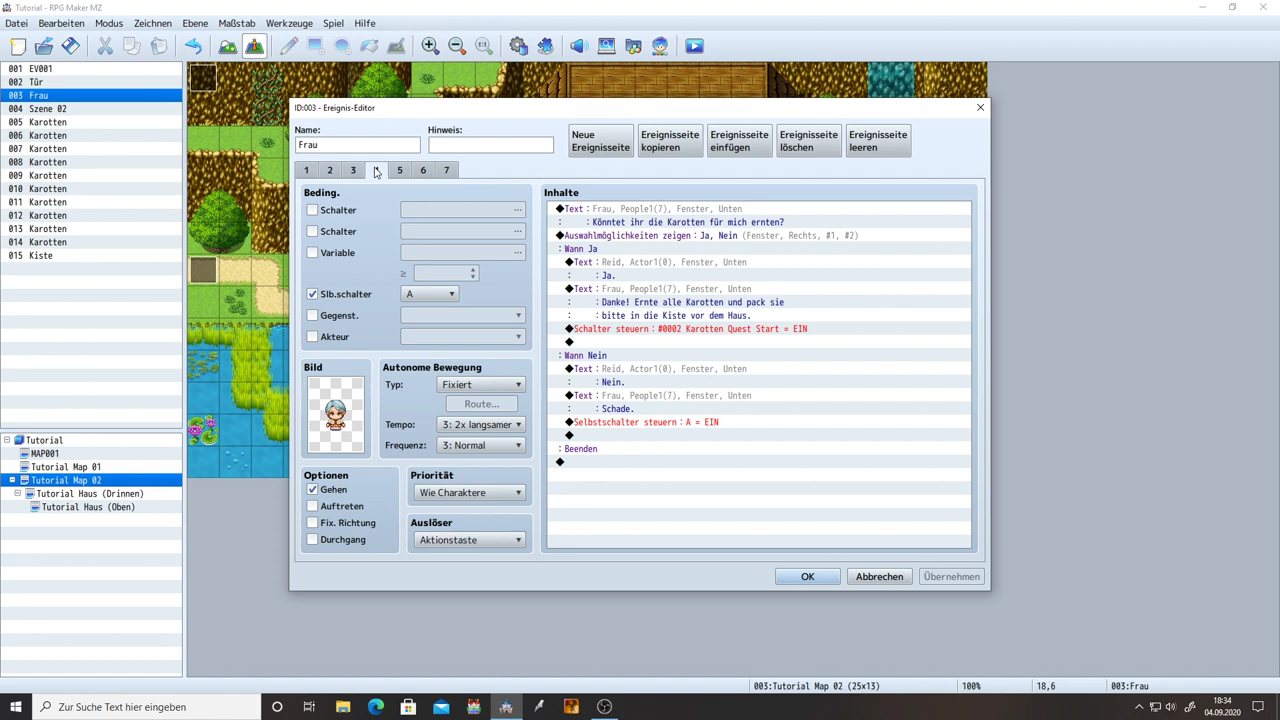 Tutorial - RPG Maker MZ
Datei Bearbeiten Modus Zeichnen Ebene Maßstab Werkzeuge Spiel Hilfe
001 EV001
002 Tür
003 Frau
004 Szene 02
005 Karotten
006 Karotten
007 Karotten
008 Karotten
009 Karotten
010 Karotten
011 Karotten
012 Karotten
013 Karotten
014 Karotten
015 Kiste
Tutorial
MAP001
Tutorial Map 01
Tutorial Map 02
Tutorial Haus (Drinnen)
Tutorial Haus (Oben)
ID:003 - Ereignis-Editor
Name:
Frau
Hinweis:
Neue Ereignisseite
Ereignisseite kopieren
Ereignisseite einfügen
Ereignisseite löschen
Ereignisseite leeren
1 2 3 5 6 7
Beding.
Schalter ...
Schalter ...
Variable ...
≥
Slb.schalter A
Gegenst.
Akteur
Bild
Autonome Bewegung
Typ: Fixiert
Route...
Tempo: 3: 2x langsamer
Frequenz: 3: Normal
Optionen
Gehen
Auftreten
Fix. Richtung
Durchgang
Priorität
Wie Charaktere
Auslöser
Aktionstaste
Inhalte
◆Text : Frau, People1(7), Fenster, Unten
: : Könntet ihr die Karotten für mich ernten?
◆Auswahlmöglichkeiten zeigen : Ja, Nein (Fenster, Rechts, #1, #2)
: Wann Ja
◆Text : Reid, Actor1(0), Fenster, Unten
: : Ja.
◆Text : Frau, People1(7), Fenster, Unten
: : Danke! Ernte alle Karotten und pack sie
: : bitte in die Kiste vor dem Haus.
◆Schalter steuern : #0002 Karotten Quest Start = EIN
◆
: Wann Nein
◆Text : Reid, Actor1(0), Fenster, Unten
: : Nein.
◆Text : Frau, People1(7), Fenster, Unten
: : Schade.
◆Selbstschalter steuern : A = EIN
◆
: Beenden
◆
OK Abbrechen Übernehmen
003:Tutorial Map 02 (25x13) 100% 18,6 003:Frau
Zur Suche Text hier eingeben
18:34
04.09.2020